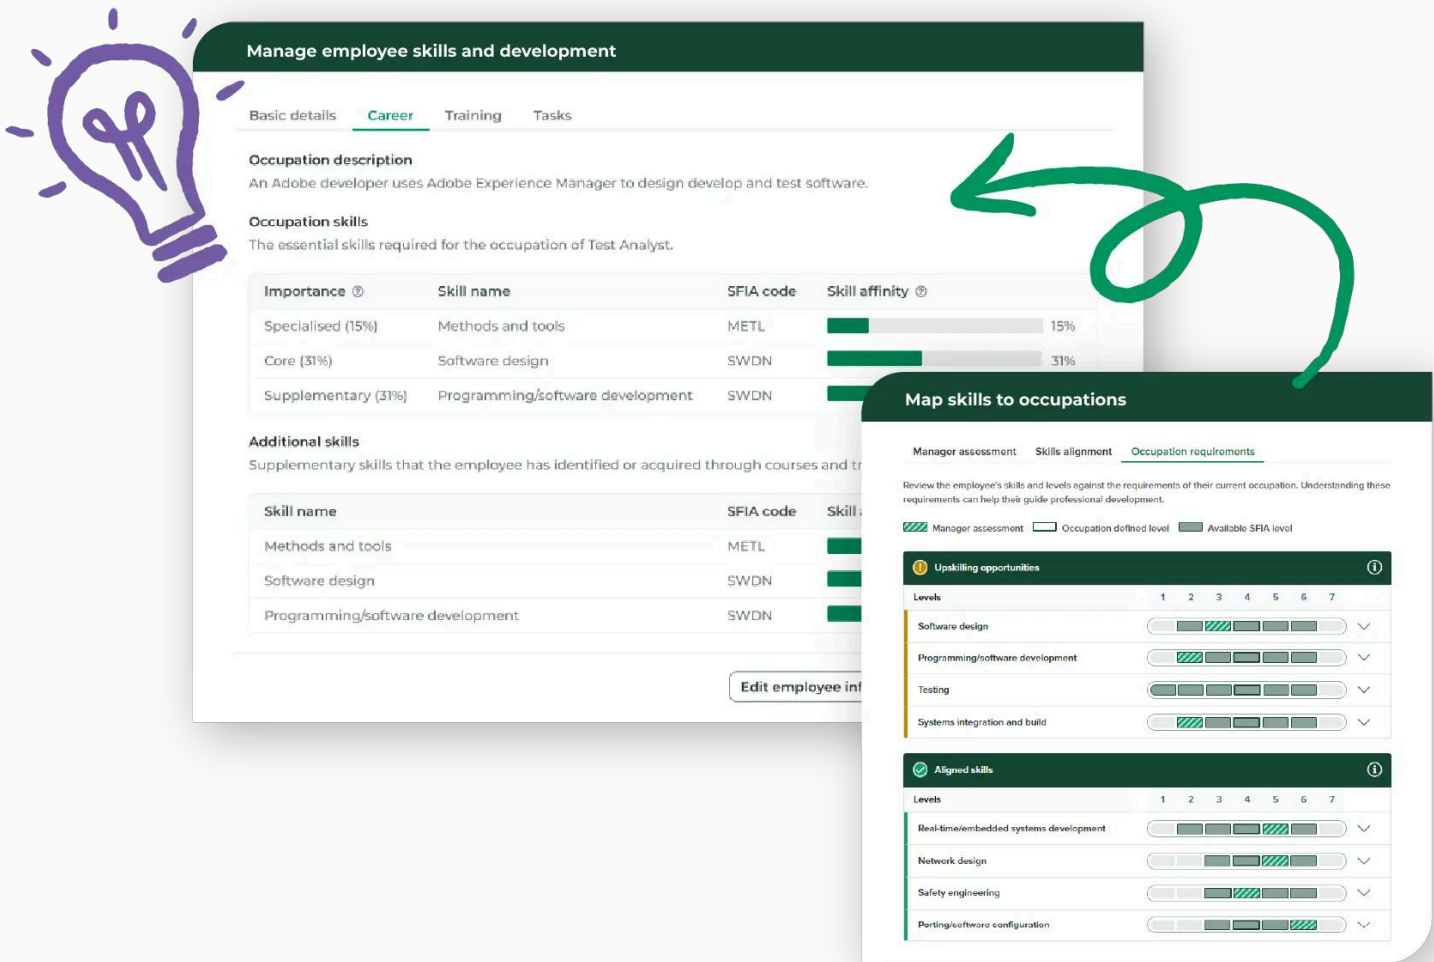 Manage employee skills and development
Basic details Career Training Tasks
Occupation description
An Adobe developer uses Adobe Experience Manager to design develop and test software.
Occupation skills
The essential skills required for the occupation of Test Analyst.
Importance Skill name SFIA code Skill affinity
Specialised (15%) Methods and tools METL 15%
Core (31%) Software design SWDN 31%
Supplementary (31%) Programming/software development SWDN
Additional skills
Supplementary skills that the employee has identified or acquired through courses and tr
Skill name SFIA code Skill
Methods and tools METL
Software design SWDN
Programming/software development SWDN
Edit employee inf
Map skills to occupations
Manager assessment Skills alignment Occupation requirements
Review the employee's skills and levels against the requirements of their current occupation. Understanding these
requirements can help their guide professional development.
Manager assessment Occupation defined level Available SFIA level
Upskilling opportunities
Levels 1 2 3 4 5 6 7
Software design
Programming/software development
Testing
Systems integration and build
Aligned skills
Levels 1 2 3 4 5 6 7
Real-time/embedded systems development
Network design
Safety engineering
Porting/software configuration